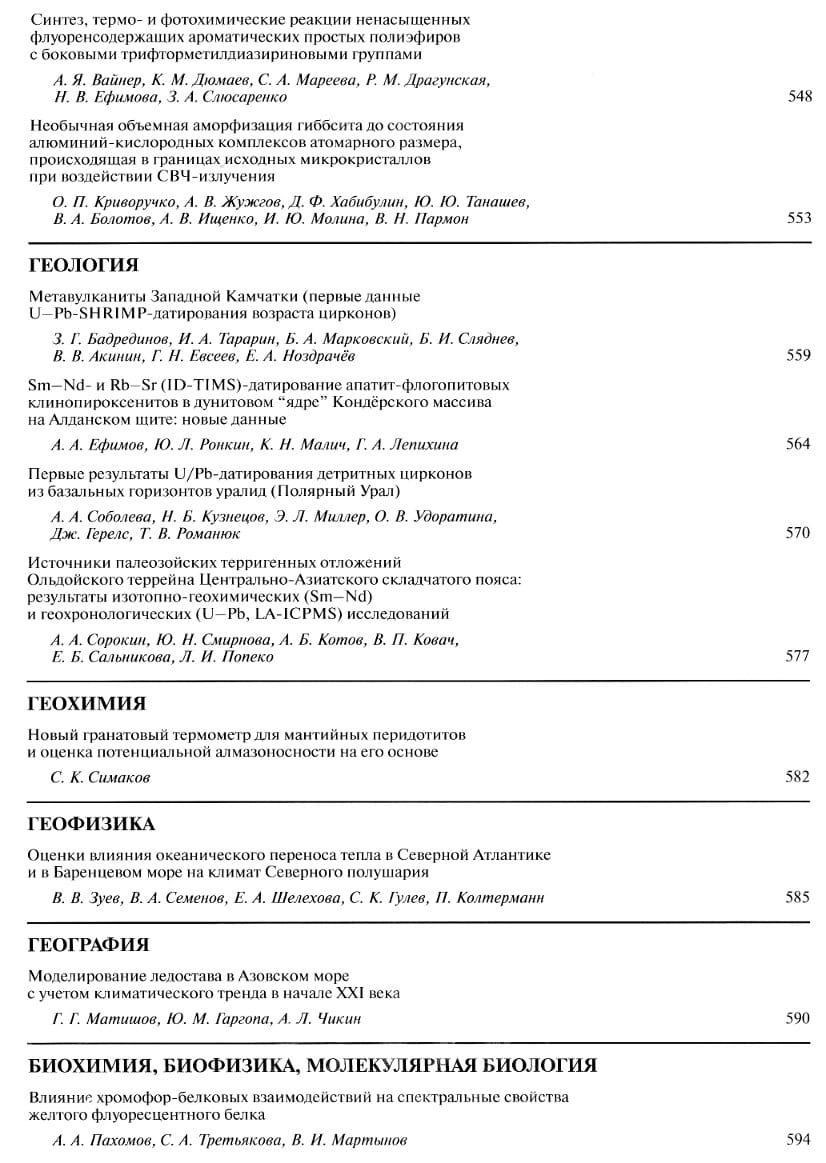 Синтез, термо- и фотохимические реакции ненасыщенных
флуоренсодержащих ароматических простых полиэфиров
с боковыми трифторметилдиазириновыми группами
А. Я. Вайнер, К. М. Дюмаев, С. А. Мареева, Р. М. Драгунская,
Н. В. Ефимова, З. А. Слюсаренко 548
Необычная объемная аморфизация гиббсита до состояния
алюминий-кислородных комплексов атомарного размера,
происходящая в границах исходных микрокристаллов
при воздействии СВЧ-излучения
О. П. Криворучко, А. В. Жужгов, Д. Ф. Хабибулин, Ю. Ю. Танашев,
В. А. Болотов, А. В. Ищенко, И. Ю. Молина, В. Н. Пармон 553
ГЕОЛОГИЯ
Метавулканиты Западной Камчатки (первые данные
U–Pb-SHRIMP-датирования возраста цирконов)
З. Г. Бадрединов, И. А. Тарарин, Б. А. Марковский, Б. И. Сляднев,
В. В. Акинин, Г. Н. Евсеев, Е. А. Ноздрачёв 559
Sm–Nd- и Rb–Sr (ID-TIMS)-датирование апатит-флогопитовых
клинопироксенитов в дунитовом “ядре” Кондёрского массива
на Алданском щите: новые данные
А. А. Ефимов, Ю. Л. Ронкин, К. Н. Малич, Г. А. Лепихина 564
Первые результаты U/Pb-датирования детритных цирконов
из базальных горизонтов уралид (Полярный Урал)
А. А. Соболева, Н. Б. Кузнецов, Э. Л. Миллер, О. В. Удоратина,
Дж. Герелс, Т. В. Романюк 570
Источники палеозойских терригенных отложений
Ольдойского террейна Центрально-Азиатского складчатого пояса:
результаты изотопно-геохимических (Sm–Nd)
и геохронологических (U–Pb, LA-ICPMS) исследований
А. А. Сорокин, Ю. Н. Смирнова, А. Б. Котов, В. П. Ковач,
Е. Б. Сальникова, Л. И. Попеко 577
ГЕОХИМИЯ
Новый гранатовый термометр для мантийных перидотитов
и оценка потенциальной алмазоносности на его основе
С. К. Симаков 582
ГЕОФИЗИКА
Оценки влияния океанического переноса тепла в Северной Атлантике
и в Баренцевом море на климат Северного полушария
В. В. Зуев, В. А. Семенов, Е. А. Шелехова, С. К. Гулев, П. Колтерманн 585
ГЕОГРАФИЯ
Моделирование ледостава в Азовском море
с учетом климатического тренда в начале XXI века
Г. Г. Матишов, Ю. М. Гаргопа, А. Л. Чикин 590
БИОХИМИЯ, БИОФИЗИКА, МОЛЕКУЛЯРНАЯ БИОЛОГИЯ
Влияние хромофор-белковых взаимодействий на спектральные свойства
желтого флуоресцентного белка
А. А. Пахомов, С. А. Третьякова, В. И. Мартынов 594